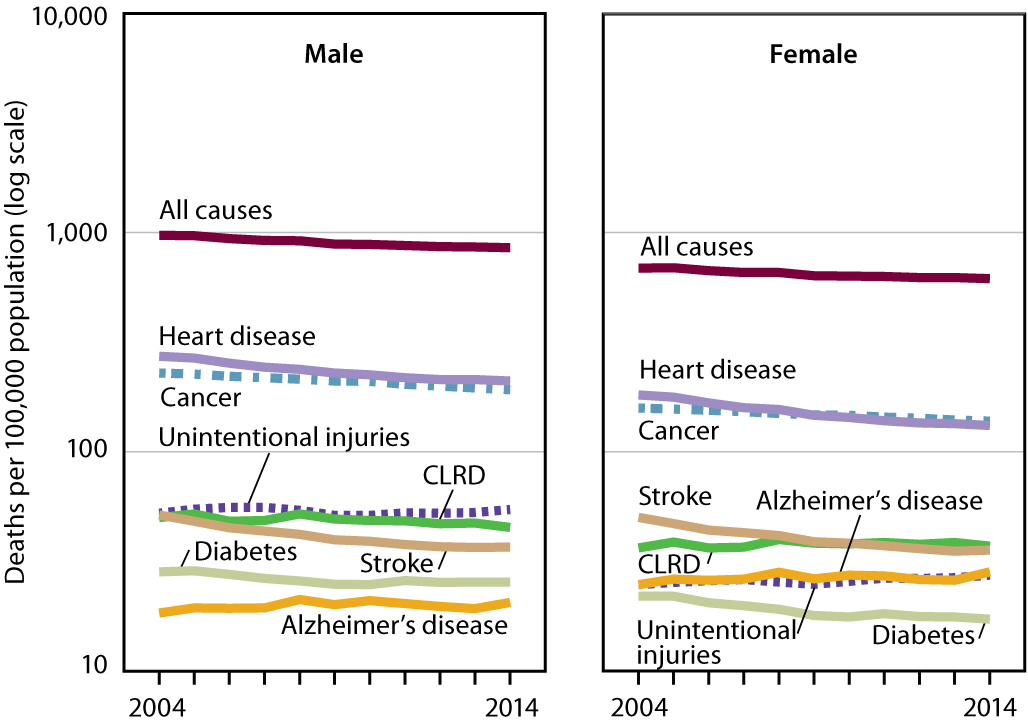 Deaths per 100,000 population (log scale)
10,000
1,000
100
10
Male
All causes
Heart disease
Cancer
Unintentional injuries
CLRD
Diabetes
Stroke
Alzheimer’s disease
2004
2014
Female
All causes
Heart disease
Cancer
Stroke
Alzheimer’s disease
CLRD
Unintentional
injuries
Diabetes
2004
2014